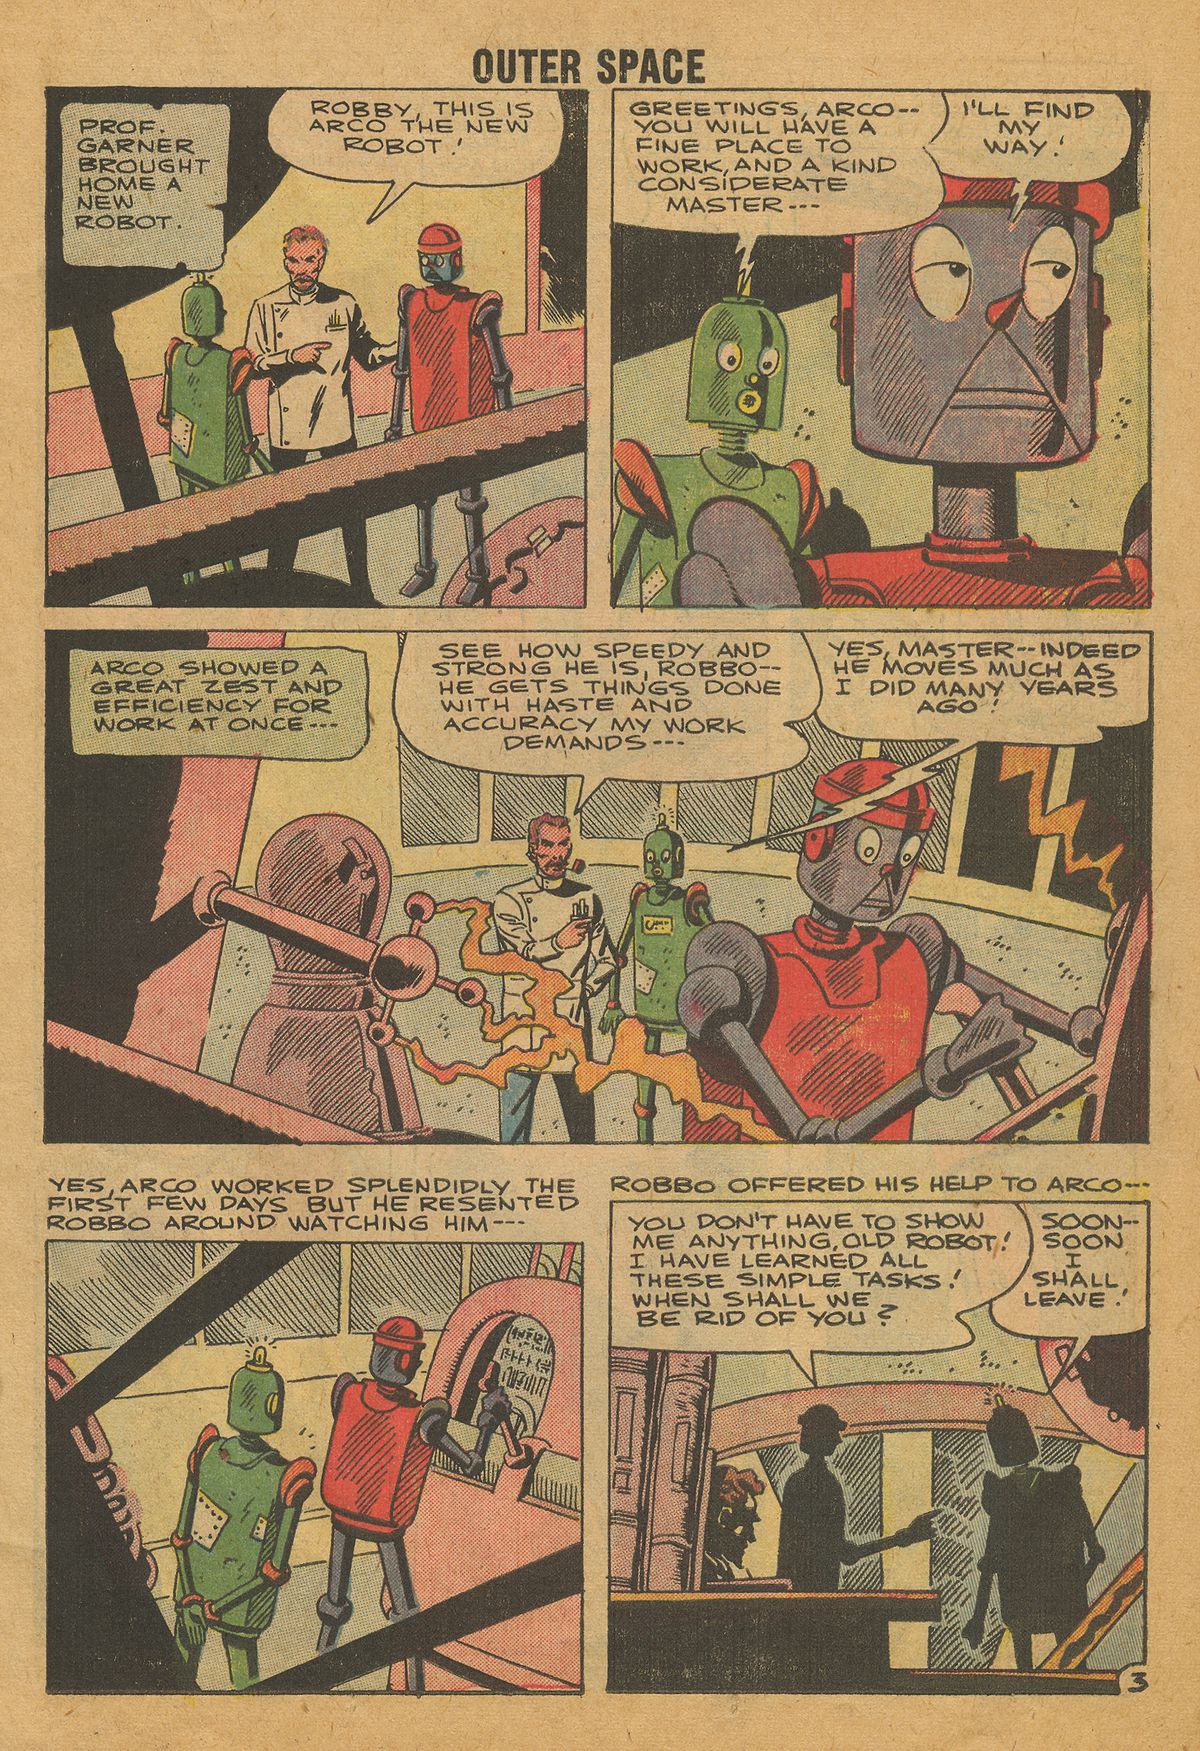 OUTER SPACE
PROF.
GARNER
BROUGHT
HOME A
NEW
ROBOT.
ROBBY, THIS IS
ARCO THE NEW
ROBOT!
GREETINGS, ARCO--
YOU WILL HAVE A
FINE PLACE TO
WORK, AND A KIND
CONSIDERATE
MASTER---
I'LL FIND
MY
WAY!
ARCO SHOWED A
GREAT ZEST AND
EFFICIENCY FOR
WORK AT ONCE---
SEE HOW SPEEDY AND
STRONG HE IS, ROBBO--
HE GETS THINGS DONE
WITH HASTE AND
ACCURACY MY WORK
DEMANDS---
YES, MASTER--INDEED
HE MOVES MUCH AS
I DID MANY YEARS
AGO!
YES, ARCO WORKED SPLENDIDLY THE
FIRST FEW DAYS BUT HE RESENTED
ROBBO AROUND WATCHING HIM---
ROBBO OFFERED HIS HELP TO ARCO---
YOU DON'T HAVE TO SHOW
ME ANYTHING, OLD ROBOT!
I HAVE LEARNED ALL
THESE SIMPLE TASKS!
WHEN SHALL WE
BE RID OF YOU?
SOON--
SOON
I
SHALL
LEAVE!
3